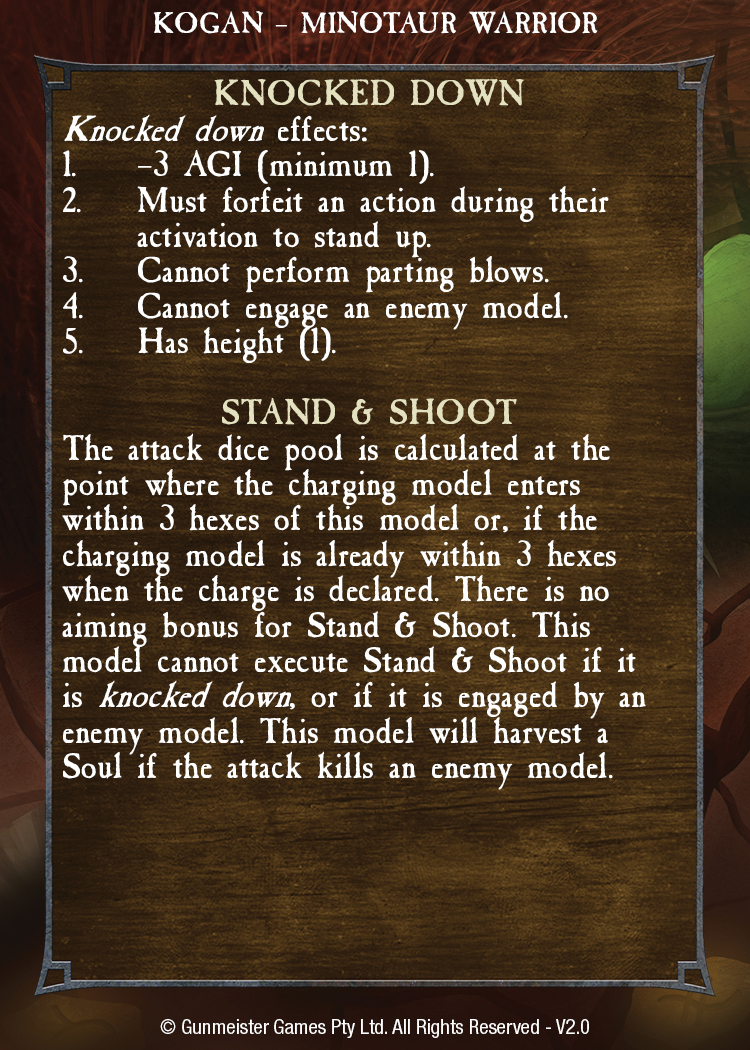 KOGAN – MINOTAUR WARRIOR
KNOCKED DOWN
Knocked down effects:
1. –3 AGI (minimum 1).
2. Must forfeit an action during their
activation to stand up.
3. Cannot perform parting blows.
4. Cannot engage an enemy model.
5. Has height (1).
STAND & SHOOT
The attack dice pool is calculated at the
point where the charging model enters
within 3 hexes of this model or, if the
charging model is already within 3 hexes
when the charge is declared. There is no
aiming bonus for Stand & Shoot. This
model cannot execute Stand & Shoot if it
is knocked down, or if it is engaged by an
enemy model. This model will harvest a
Soul if the attack kills an enemy model.
© Gunmeister Games Pty Ltd. All Rights Reserved - V2.0